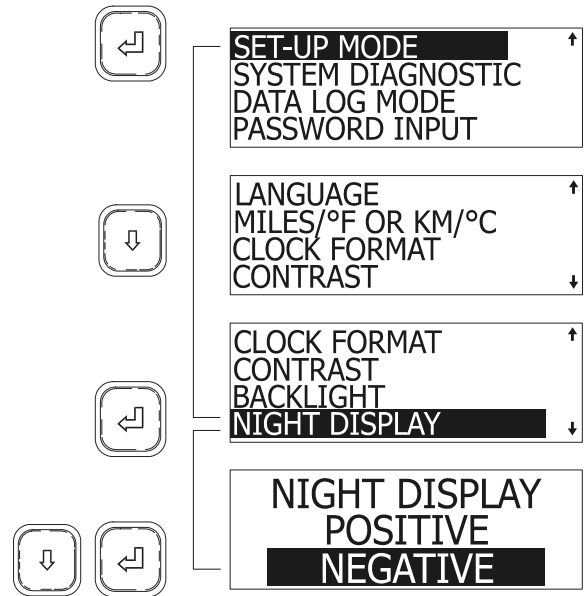 SET-UP MODE
SYSTEM DIAGNOSTIC
DATA LOG MODE
PASSWORD INPUT
LANGUAGE
MILES/°F OR KM/°C
CLOCK FORMAT
CONTRAST
CLOCK FORMAT
CONTRAST
BACKLIGHT
NIGHT DISPLAY
NIGHT DISPLAY
POSITIVE
NEGATIVE